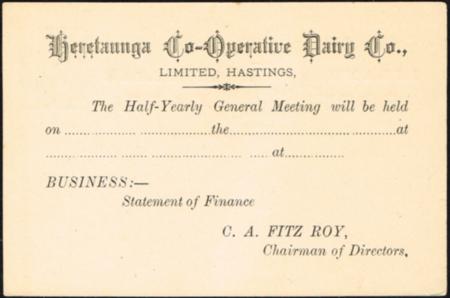 Heretaunga Co-Operative Dairy Co.,
LIMITED, HASTINGS,
The Half-Yearly General Meeting will be held
on ........................the........................at
................................................ at................
BUSINESS:—
Statement of Finance
C. A. FITZ ROY,
Chairman of Directors,